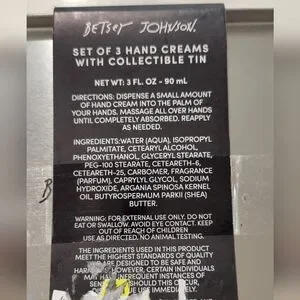 BETSEY JOHNSON.
SET OF 3 HAND CREAMS
WITH COLLECTIBLE TIN
NET WT: 3 FL. OZ - 90 mL
DIRECTIONS: DISPENSE A SMALL AMOUNT
OF HAND CREAM INTO THE PALM OF
YOUR HANDS. MASSAGE ALL OVER HANDS
UNTIL COMPLETELY ABSORBED. REAPPLY
AS NEEDED.
INGREDIENTS:WATER (AQUA), ISOPROPYL
PALMITATE, CETEARYL ALCOHOL,
PHENOXYETHANOL, GLYCERYL STEARATE,
PEG-100 STEARATE, CETEARETH-6,
CETEARETH-25, CARBOMER, FRAGRANCE
(PARFUM), CAPRYLYL GLYCOL, SODIUM
HYDROXIDE, ARGANIA SPINOSA KERNEL
OIL, BUTYROSPERMUM PARKII (SHEA)
BUTTER.
WARNING: FOR EXTERNAL USE ONLY. DO NOT
EAT OR SWALLOW. AVOID EYE CONTACT. KEEP
OUT OF REACH OF CHILDREN
USE AS DIRECTED. NO ANIMAL TESTING.
THE INGREDIENTS USED IN THIS PRODUCT
MEET THE HIGHEST STANDARDS OF QUALITY
ARE DESIGNED TO BE SAFE AND
HOWEVER, CERTAIN INDIVIDUALS
INFREQUENT INSTANCES OF
SHOULD THIS OCCUR,
USE IMMEDIATELY.
B